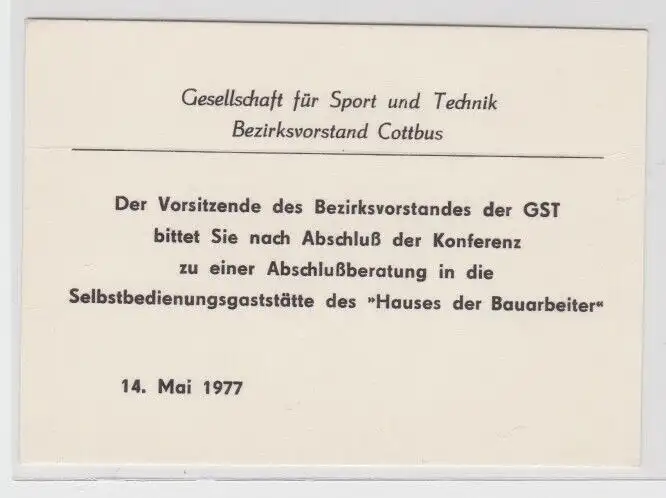 Gesellschaft für Sport und Technik
Bezirksvorstand Cottbus
Der Vorsitzende des Bezirksvorstandes der GST
bittet Sie nach Abschluß der Konferenz
zu einer Abschlußberatung in die
Selbstbedienungsgaststätte des »Hauses der Bauarbeiter«
14. Mai 1977